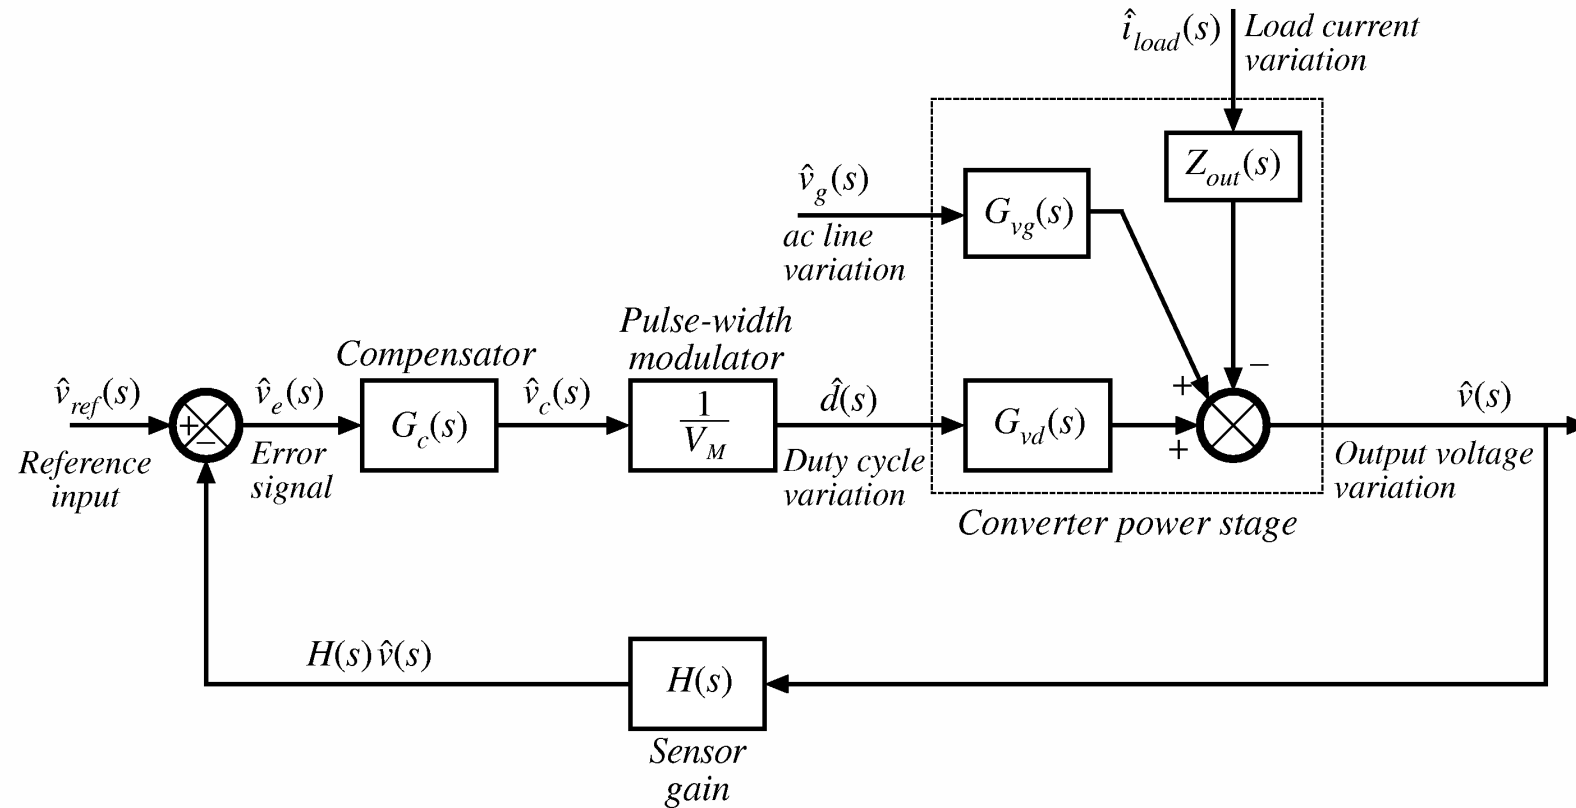 î_load(s)
Load current
variation
Z_out(s)
v̂_g(s)
ac line
variation
G_vg(s)
Pulse-width
modulator
Compensator
v̂_ref(s)
Reference
input
+
−
v̂_e(s)
Error
signal
G_c(s)
v̂_c(s)
1
V_M
d̂(s)
Duty cycle
variation
G_vd(s)
+
−
+
v̂(s)
Output voltage
variation
Converter power stage
H(s) v̂(s)
H(s)
Sensor
gain